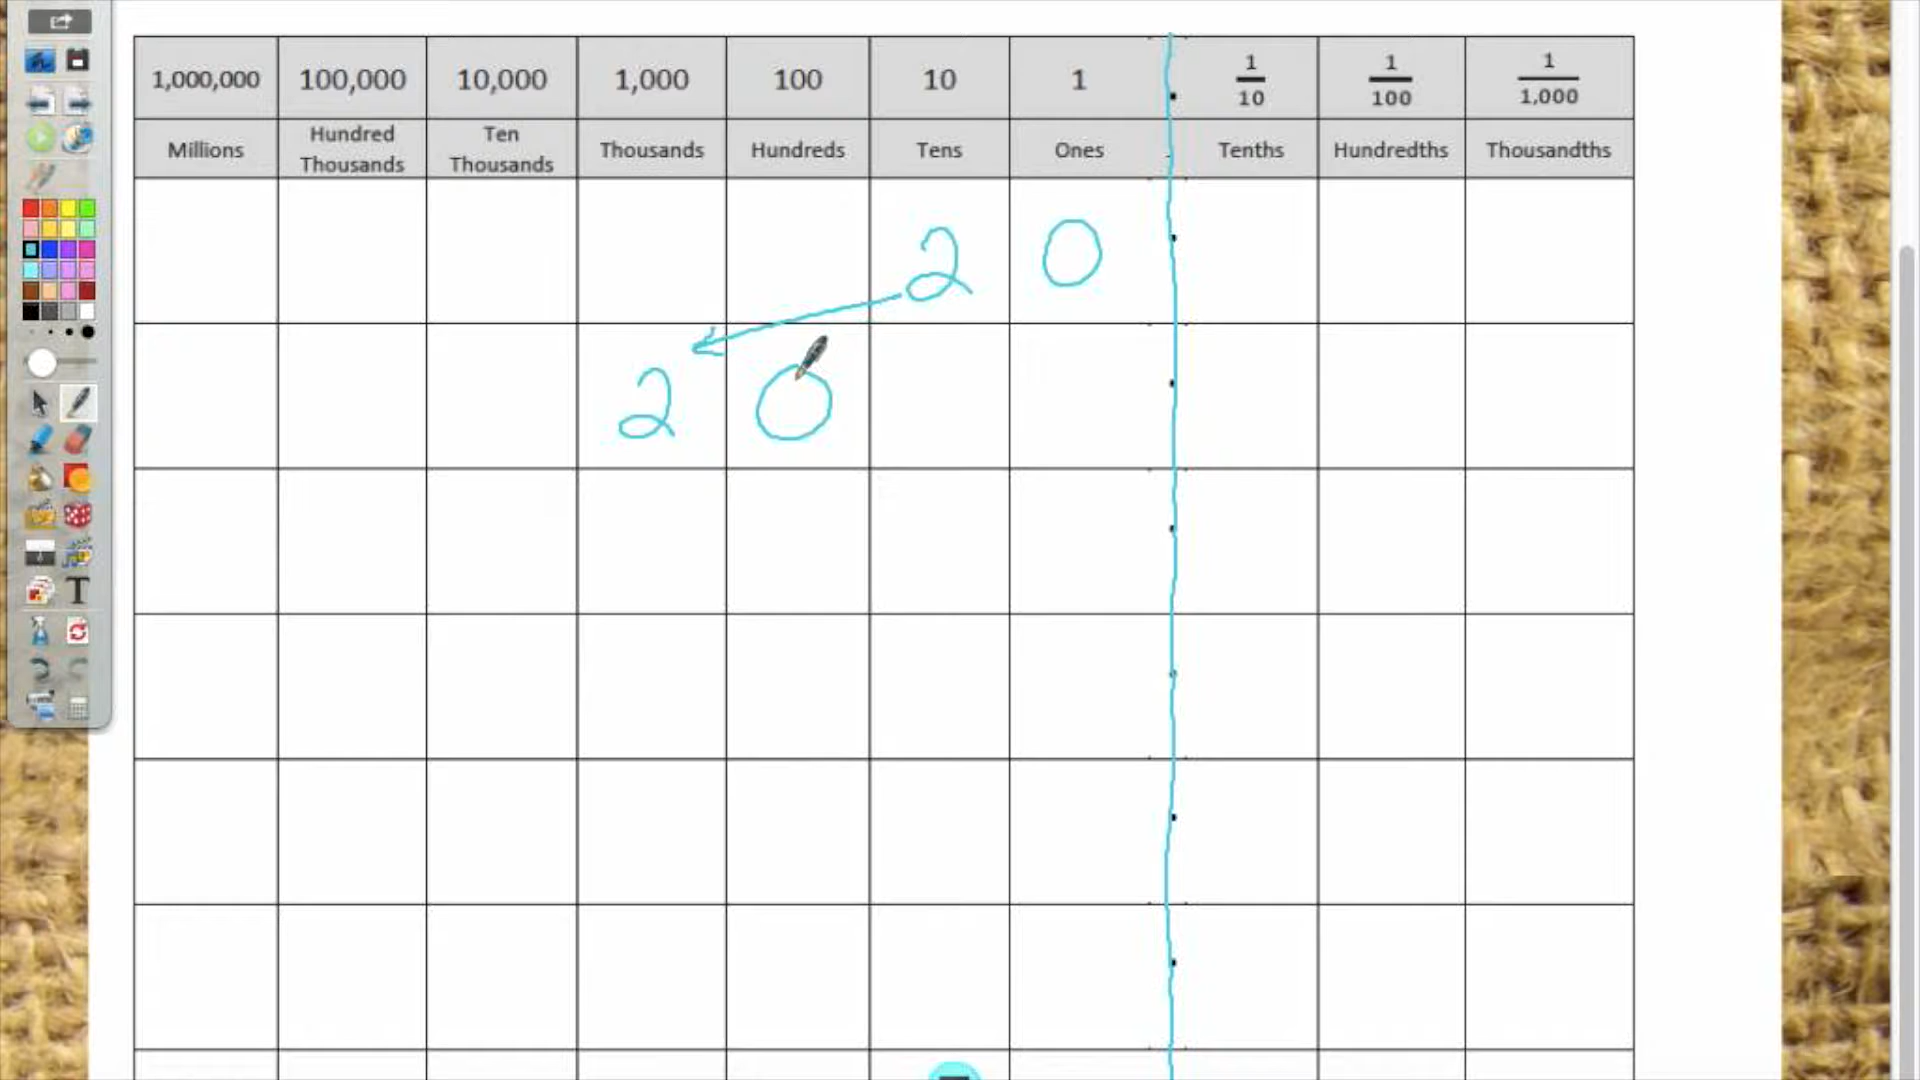 1,000,000 100,000 10,000 1,000 100 10 1 . 1/10 1/100 1/1,000
Millions Hundred Thousands Ten Thousands Thousands Hundreds Tens Ones . Tenths Hundredths Thousandths
2 0 .
2 0 .
.
.
.
.
T